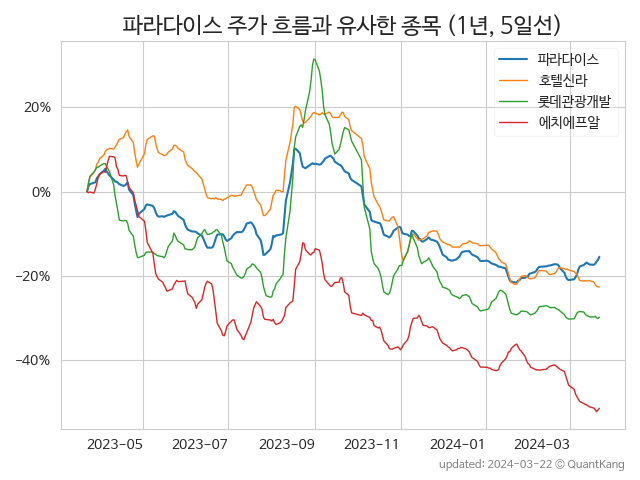 파라다이스 주가 흐름과 유사한 종목 (1년, 5일선)
파라다이스
호텔신라
롯데관광개발
에치에프알
20%
0%
−20%
−40%
2023-05
2023-07
2023-09
2023-11
2024-01
2024-03
updated: 2024-03-22 © QuantKang